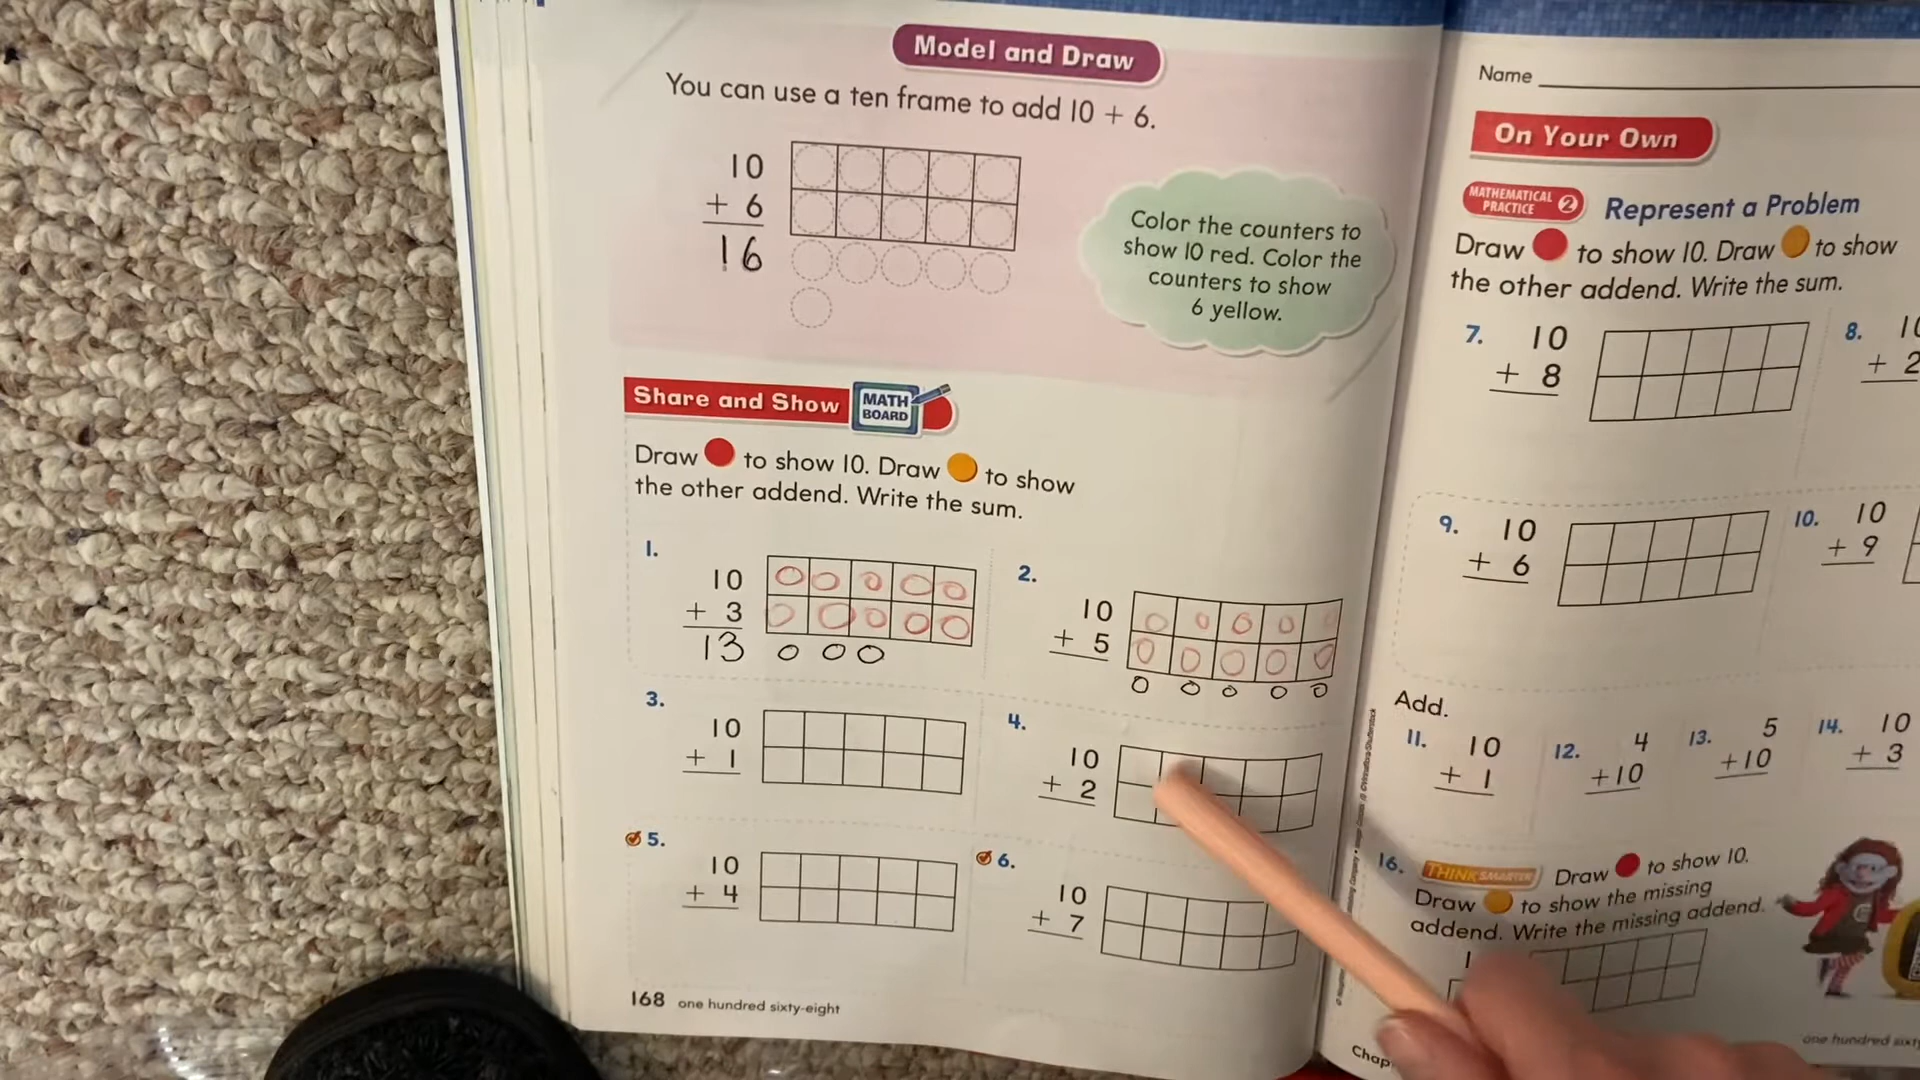 Model and Draw
You can use a ten frame to add 10 + 6.
10
+ 6
16
Color the counters to
show 10 red. Color the
counters to show
6 yellow.
Share and Show
MATH
BOARD
Draw to show 10. Draw to show
the other addend. Write the sum.
1.
10
+ 3
13
2.
10
+ 5
3.
10
+ 1
4.
10
+ 2
5.
10
+ 4
6.
10
+ 7
168 one hundred sixty-eight
Name
On Your Own
MATHEMATICAL
PRACTICE 2
Represent a Problem
Draw to show 10. Draw to show
the other addend. Write the sum.
7. 10
+ 8
8.
+ 2
9. 10
+ 6
10. 10
+ 9
Add.
11. 10
+ 1
12. 4
+10
13. 5
+10
14. 10
+ 3
16. THINK SMARTER Draw to show 10.
Draw to show the missing
addend. Write the missing addend.
one hundred